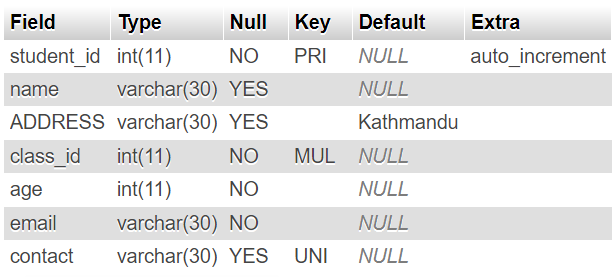 Field Type Null Key Default Extra
student_id int(11) NO PRI NULL auto_increment
name varchar(30) YES NULL
ADDRESS varchar(30) YES Kathmandu
class_id int(11) NO MUL NULL
age int(11) NO NULL
email varchar(30) NO NULL
contact varchar(30) YES UNI NULL